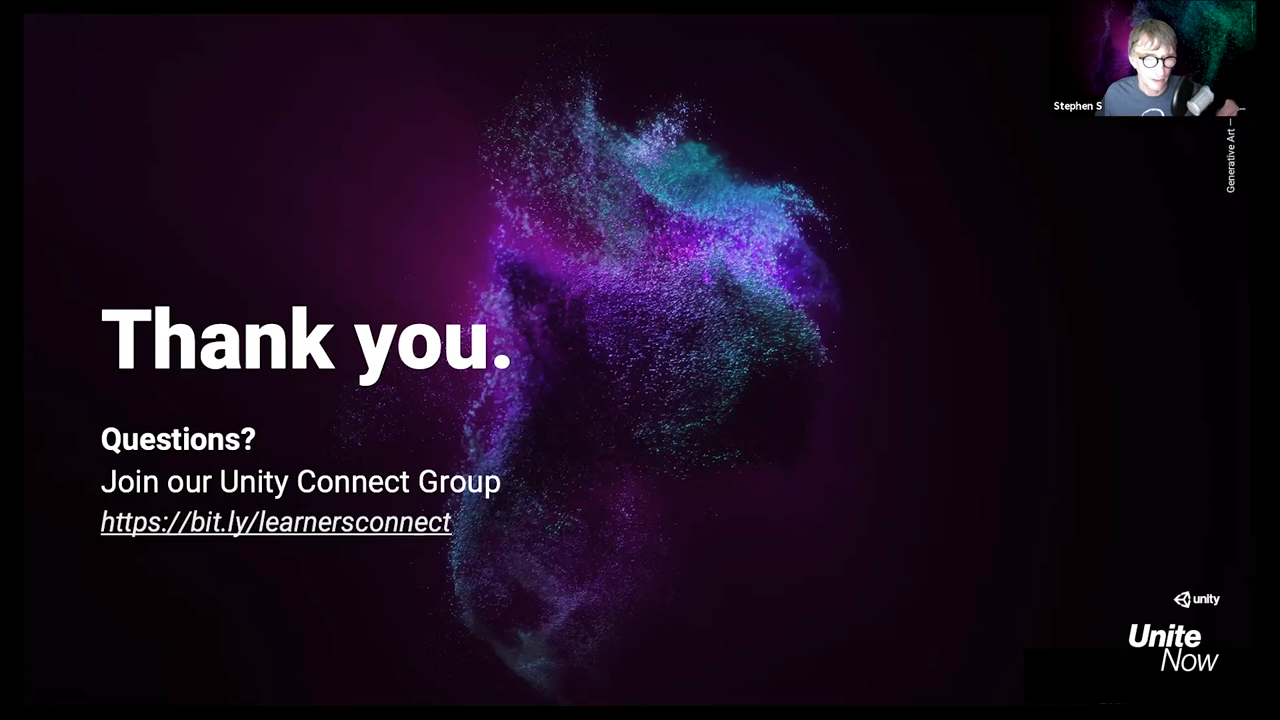 Stephen S
Generative Art —
Thank you.
Questions?
Join our Unity Connect Group
https://bit.ly/learnersconnect
unity
Unite
Now